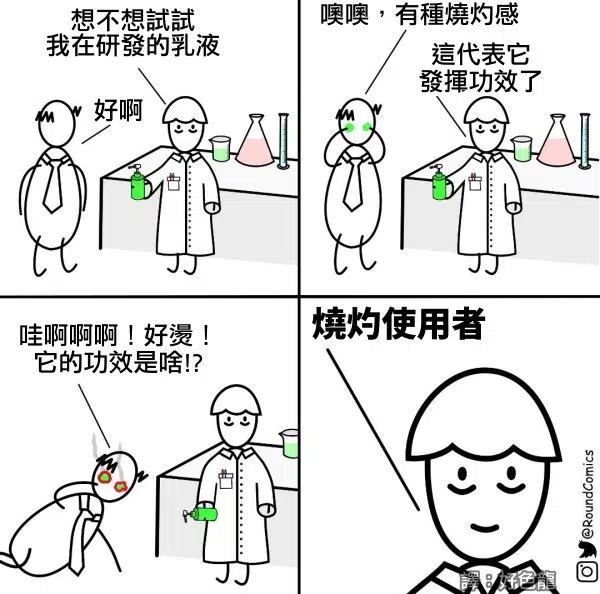 想不想試試
我在研發的乳液
好啊
噢噢，有種燒灼感
這代表它
發揮功效了
哇啊啊啊！好燙！
它的功效是啥!?
燒灼使用者
@RoundComics
譯：好色龍